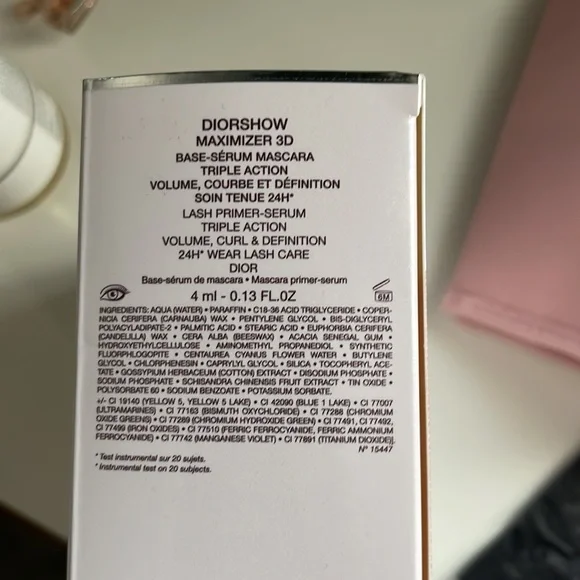 DIORSHOW
MAXIMIZER 3D
BASE-SÉRUM MASCARA
TRIPLE ACTION
VOLUME, COURBE ET DÉFINITION
SOIN TENUE 24H*
LASH PRIMER-SERUM
TRIPLE ACTION
VOLUME, CURL & DEFINITION
24H* WEAR LASH CARE
DIOR
Base-sérum de mascara • Mascara primer-serum
4 ml - 0.13 FL.OZ
6M
INGREDIENTS: AQUA (WATER) • PARAFFIN • C18-36 ACID TRIGLYCERIDE • COPER-
NICIA CERIFERA (CARNAUBA) WAX • PENTYLENE GLYCOL • BIS-DIGLYCERYL
POLYACYLADIPATE-2 • PALMITIC ACID • STEARIC ACID • EUPHORBIA CERIFERA
(CANDELILLA) WAX • CERA ALBA (BEESWAX) • ACACIA SENEGAL GUM •
HYDROXYETHYLCELLULOSE • AMINOMETHYL PROPANEDIOL • SYNTHETIC
FLUORPHLOGOPITE • CENTAUREA CYANUS FLOWER WATER • BUTYLENE
GLYCOL • CHLORPHENESIN • CAPRYLYL GLYCOL • SILICA • TOCOPHERYL ACE-
TATE • GOSSYPIUM HERBACEUM (COTTON) EXTRACT • DISODIUM PHOSPHATE •
SODIUM PHOSPHATE • SCHISANDRA CHINENSIS FRUIT EXTRACT • TIN OXIDE •
POLYSORBATE 60 • SODIUM BENZOATE • POTASSIUM SORBATE.
+/- CI 19140 (YELLOW 5, YELLOW 5 LAKE) • CI 42090 (BLUE 1 LAKE) • CI 77007
(ULTRAMARINES) • CI 77163 (BISMUTH OXYCHLORIDE) • CI 77288 (CHROMIUM
OXIDE GREENS) • CI 77289 (CHROMIUM HYDROXIDE GREEN) • CI 77491, CI 77492,
CI 77499 (IRON OXIDES) • CI 77510 (FERRIC FERROCYANIDE, FERRIC AMMONIUM
FERROCYANIDE) • CI 77742 (MANGANESE VIOLET) • CI 77891 (TITANIUM DIOXIDE)].
N° 15447
* Test instrumental sur 20 sujets.
* Instrumental test on 20 subjects.